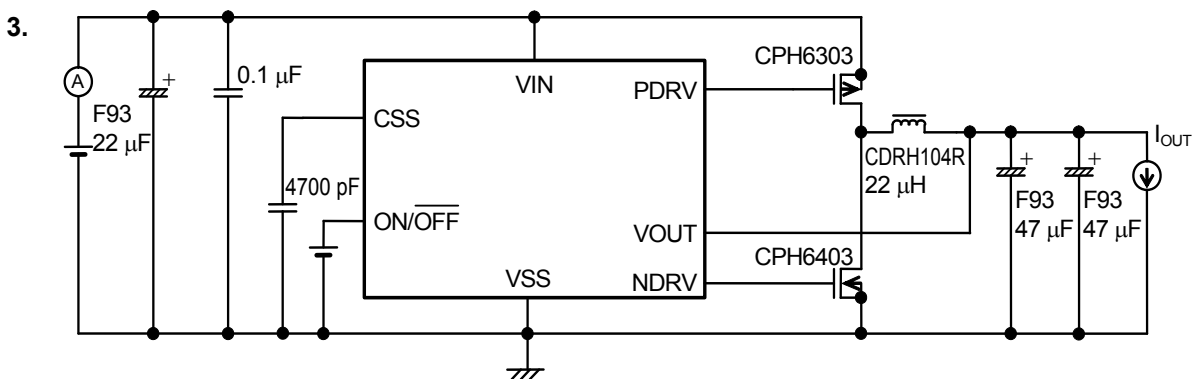 3.
CPH6303
A
+
0.1 μF
VIN
PDRV
F93
22 μF
CSS
+
+
IOUT
CDRH104R
22 μH
4700 pF
F93
47 μF
F93
47 μF
ON/OFF
VOUT
CPH6403
VSS
NDRV